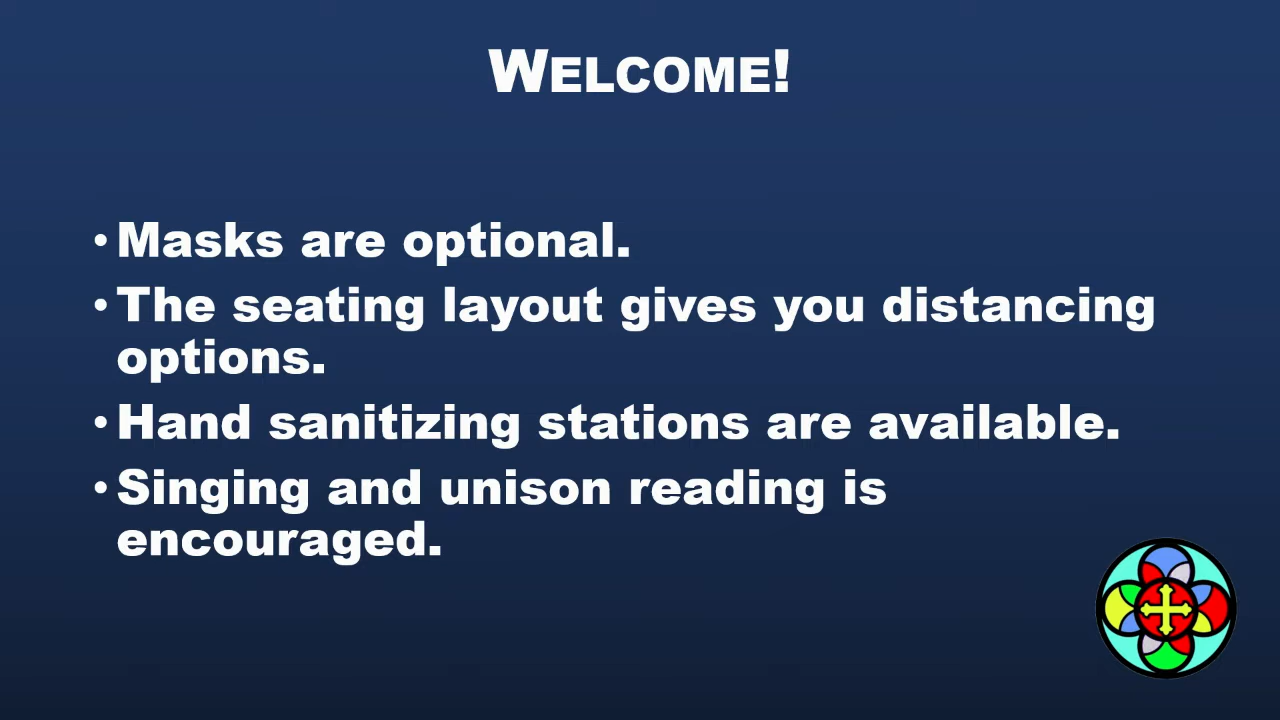 WELCOME!
• Masks are optional.
• The seating layout gives you distancing
options.
• Hand sanitizing stations are available.
• Singing and unison reading is
encouraged.